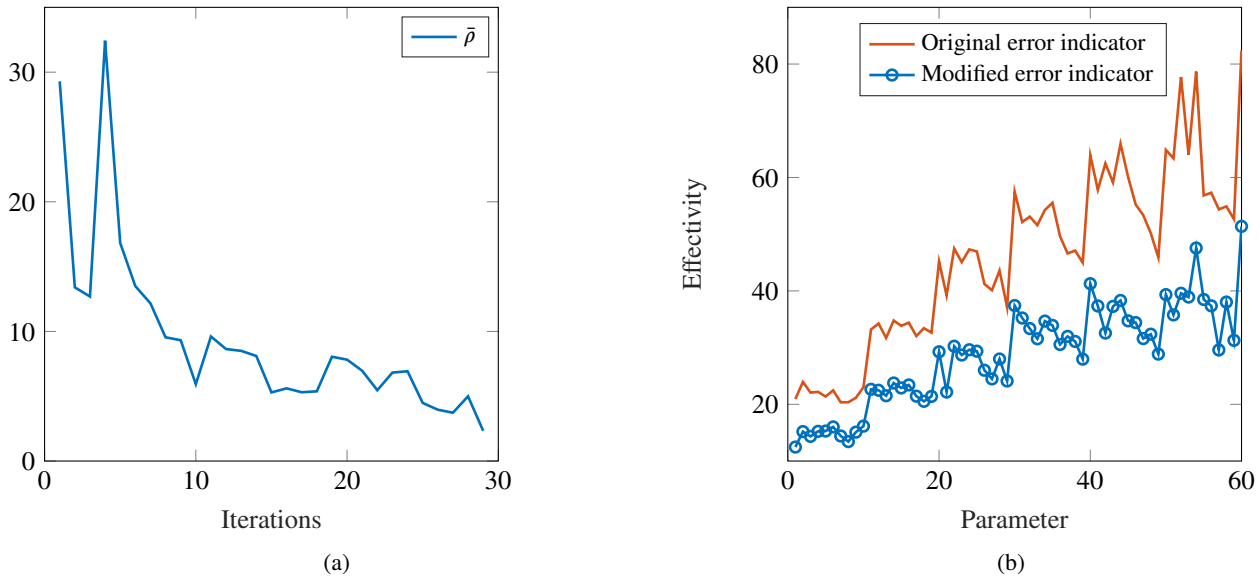 ρ̄
30
20
10
0
0 10 20 30
Iterations
(a)
Original error indicator
Modified error indicator
80
60
40
20
Effectivity
0 20 40 60
Parameter
(b)